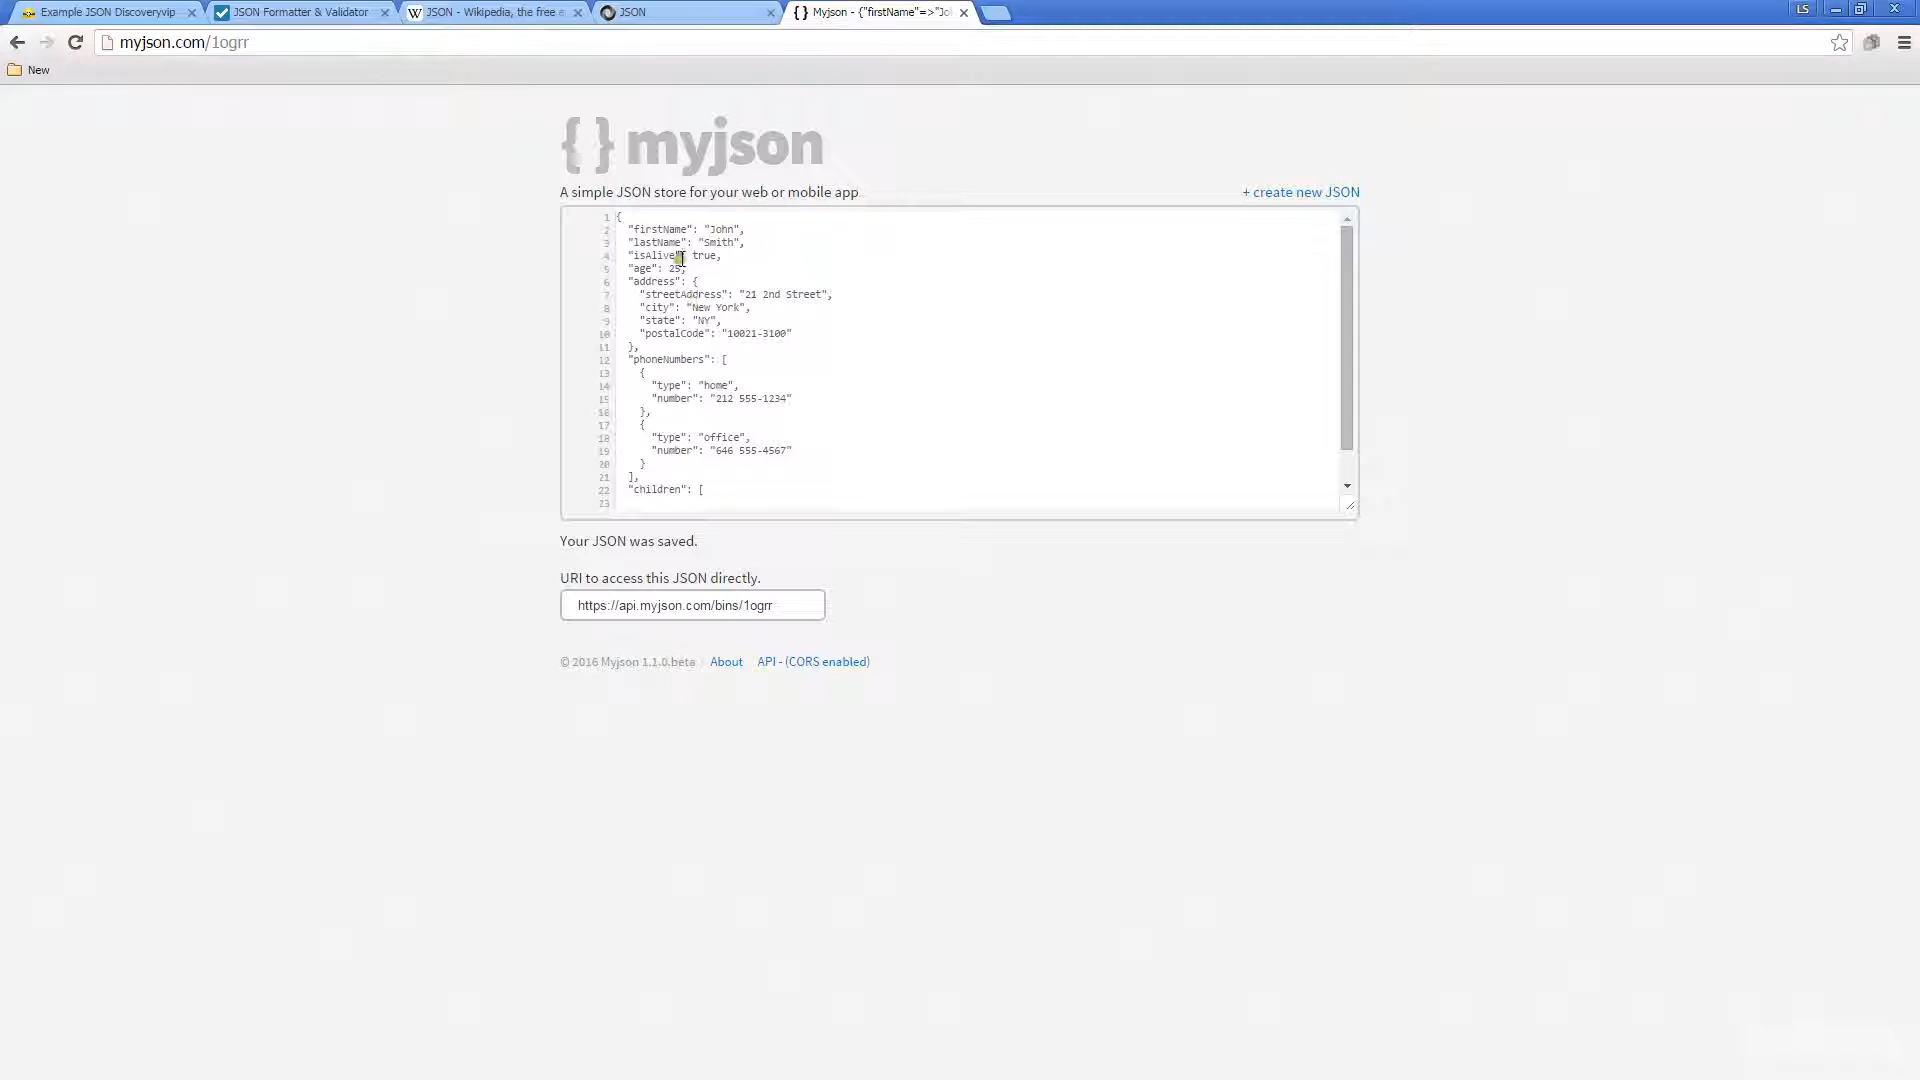 Example JSON Discoveryvip
JSON Formatter & Validator
JSON - Wikipedia, the free e
JSON
Myjson - {"firstName"=>"Jo
LS
myjson.com/1ogrr
New
{ } myjson
A simple JSON store for your web or mobile app
+ create new JSON
1 {
2 "firstName": "John",
3 "lastName": "Smith",
4 "isAlive": true,
5 "age": 25,
6 "address": {
7 "streetAddress": "21 2nd Street",
8 "city": "New York",
9 "state": "NY",
10 "postalCode": "10021-3100"
11 },
12 "phoneNumbers": [
13 {
14 "type": "home",
15 "number": "212 555-1234"
16 },
17 {
18 "type": "office",
19 "number": "646 555-4567"
20 }
21 ],
22 "children": [
23
Your JSON was saved.
URI to access this JSON directly.
https://api.myjson.com/bins/1ogrr
© 2016 Myjson 1.1.0.beta
About
API - (CORS enabled)